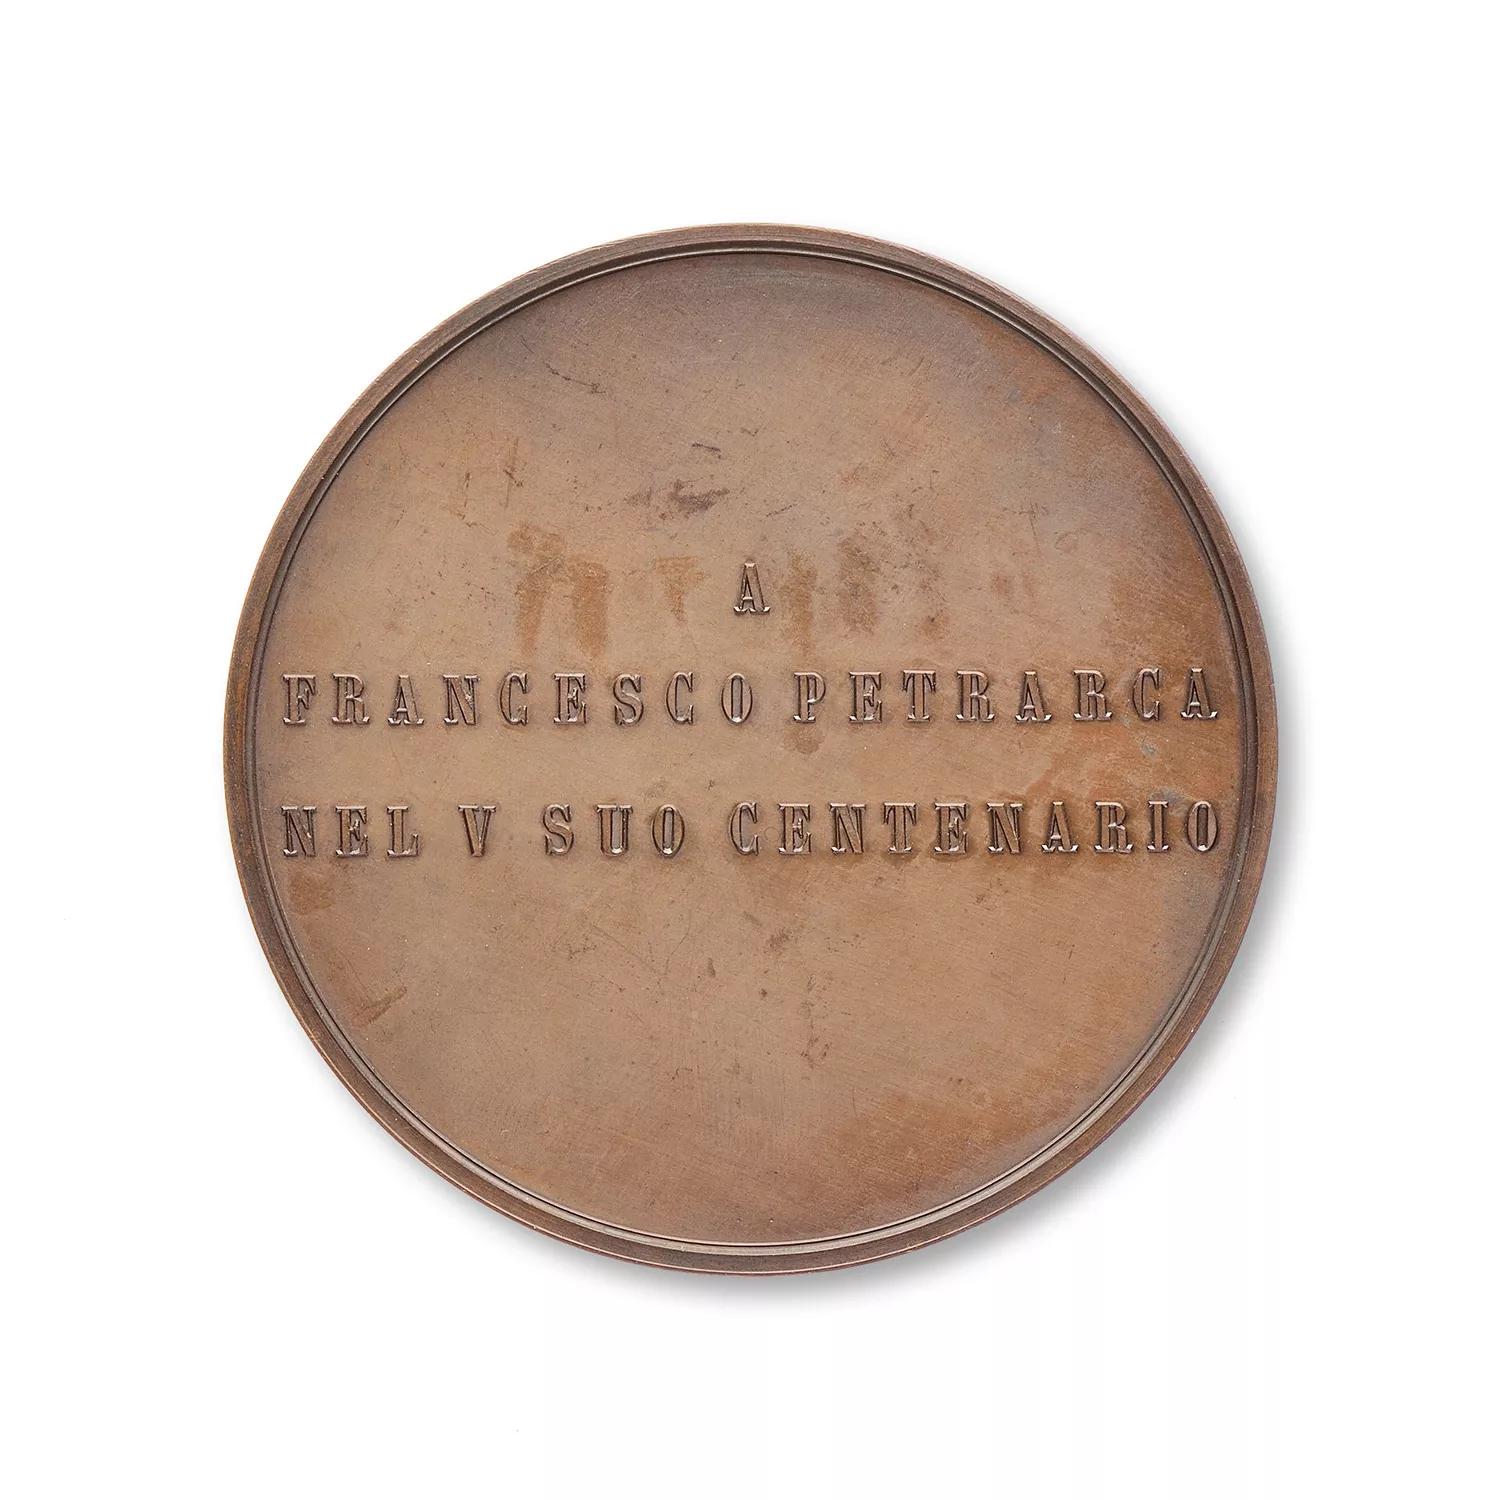 A
FRANCESCO PETRARCA
NEL V SUO CENTENARIO